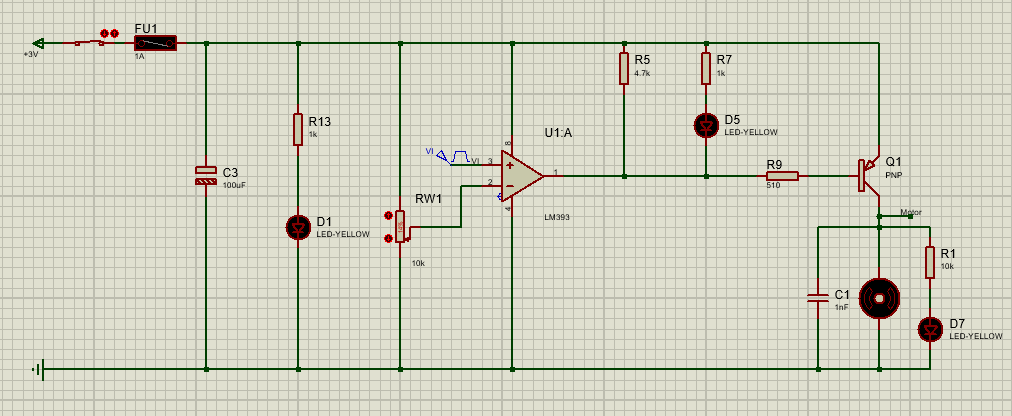 FU1
+3V
1A
R5
4.7k
R7
1k
R13
1k
D5
LED-YELLOW
U1:A
8
VI
VI
3
2
1
4
LM393
C3
100uF
R9
510
Q1
PNP
RW1
10k
D1
LED-YELLOW
Motor
R1
10k
C1
1nF
D7
LED-YELLOW